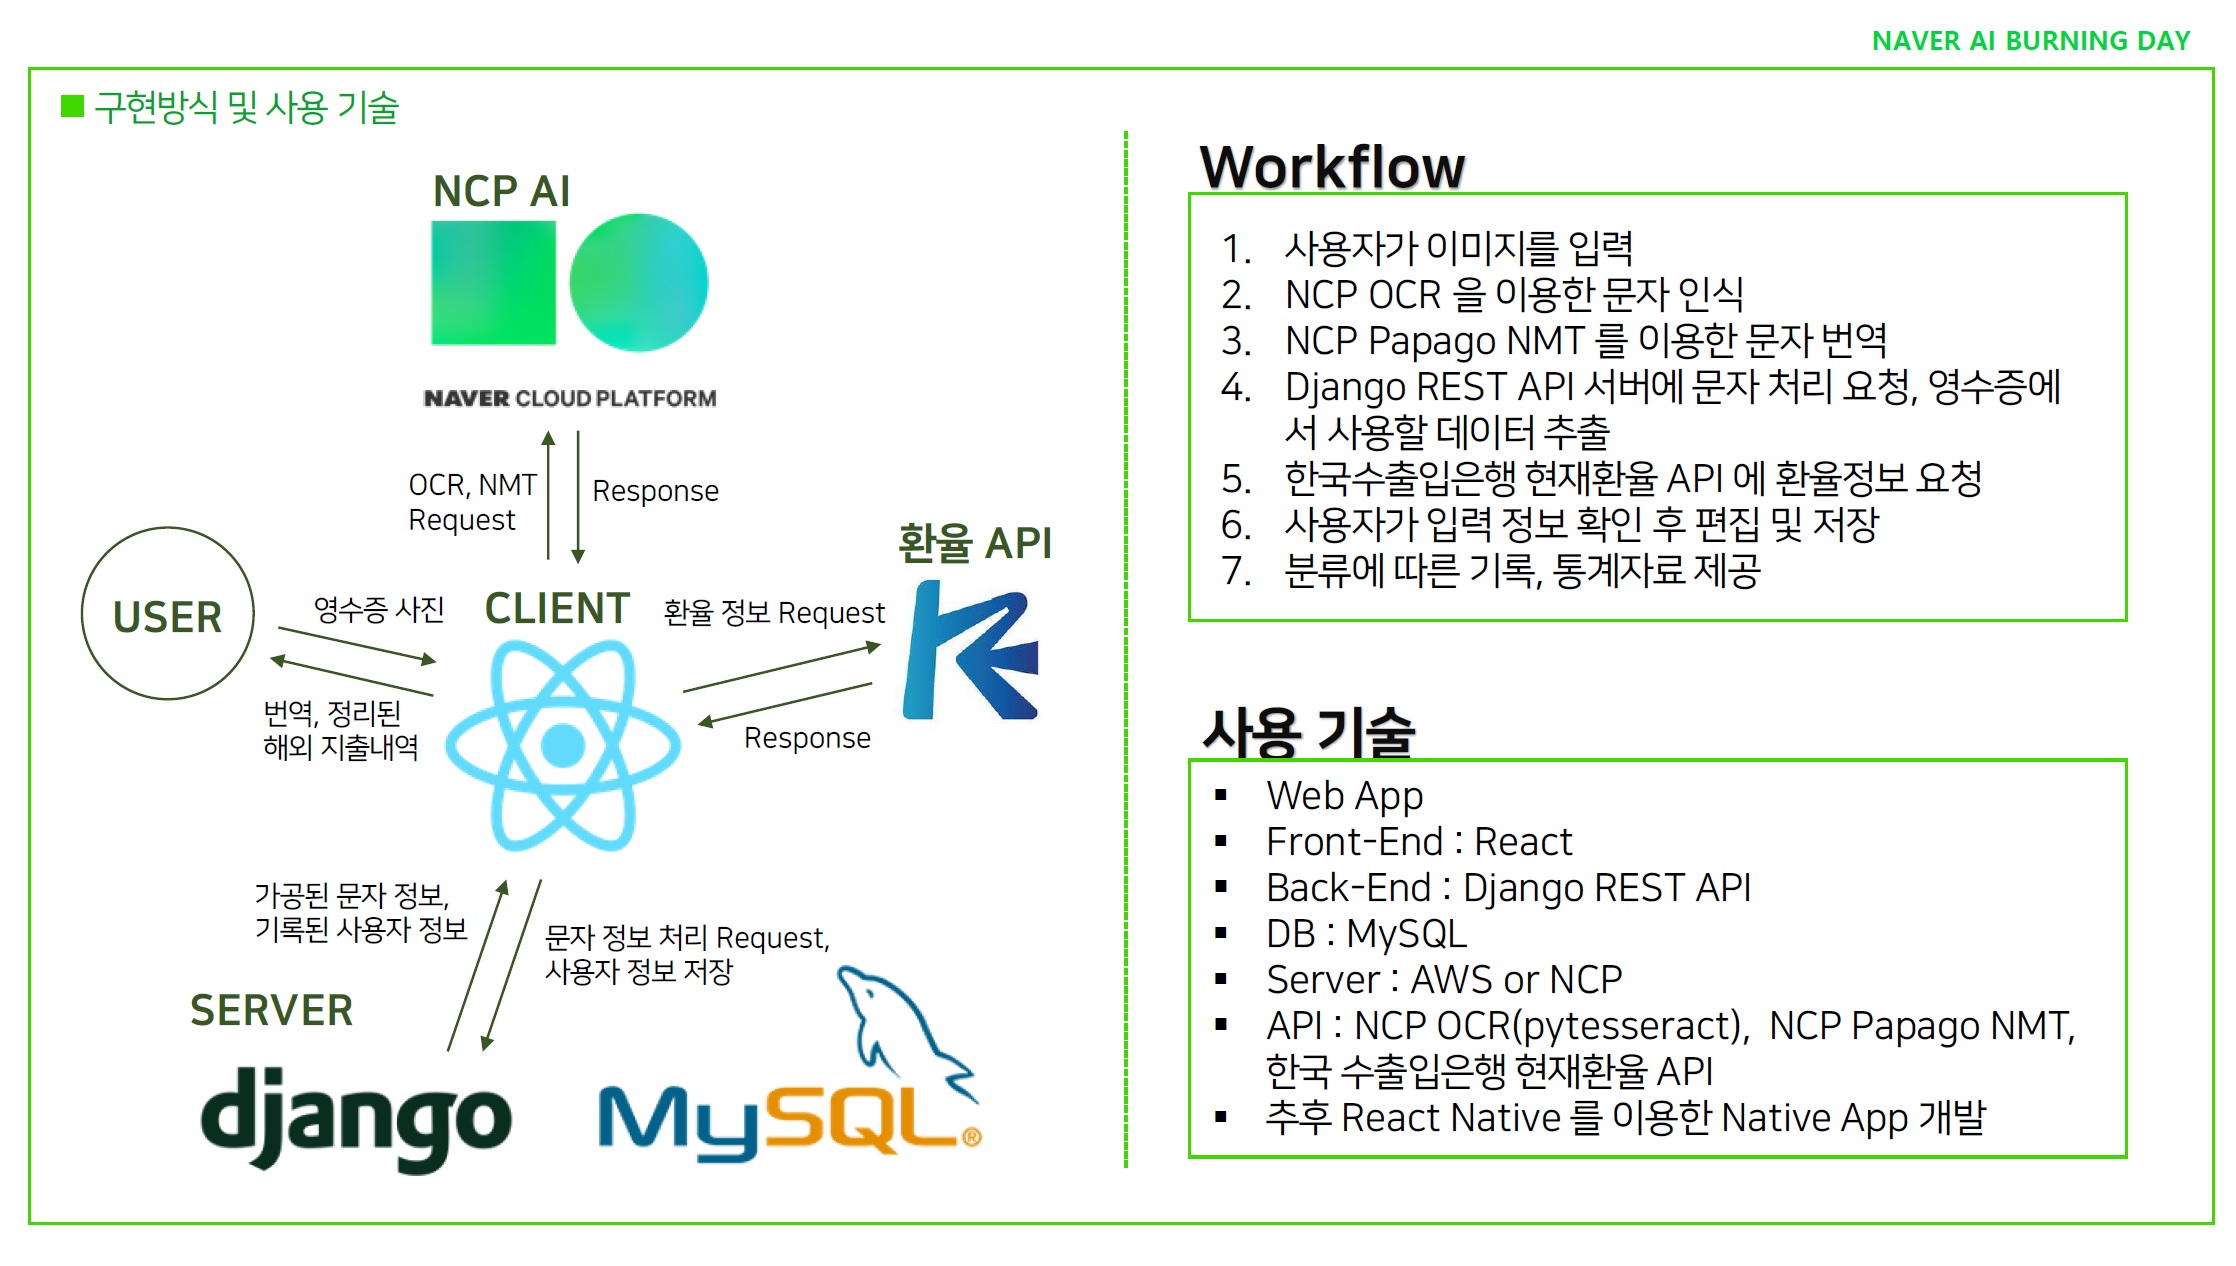 NAVER AI BURNING DAY
구현방식 및 사용 기술
NCP AI
NAVER CLOUD PLATFORM
OCR, NMT
Request
Response
환율 API
USER
영수증 사진
CLIENT
환율 정보 Request
번역, 정리된
해외 지출내역
Response
가공된 문자 정보,
기록된 사용자 정보
문자 정보 처리 Request,
사용자 정보 저장
SERVER
django
MySQL®
Workflow
1. 사용자가 이미지를 입력
2. NCP OCR 을 이용한 문자 인식
3. NCP Papago NMT 를 이용한 문자 번역
4. Django REST API 서버에 문자 처리 요청, 영수증에
서 사용할 데이터 추출
5. 한국수출입은행 현재환율 API 에 환율정보 요청
6. 사용자가 입력 정보 확인 후 편집 및 저장
7. 분류에 따른 기록, 통계자료 제공
사용 기술
▪ Web App
▪ Front-End : React
▪ Back-End : Django REST API
▪ DB : MySQL
▪ Server : AWS or NCP
▪ API : NCP OCR(pytesseract), NCP Papago NMT,
한국 수출입은행 현재환율 API
▪ 추후 React Native 를 이용한 Native App 개발